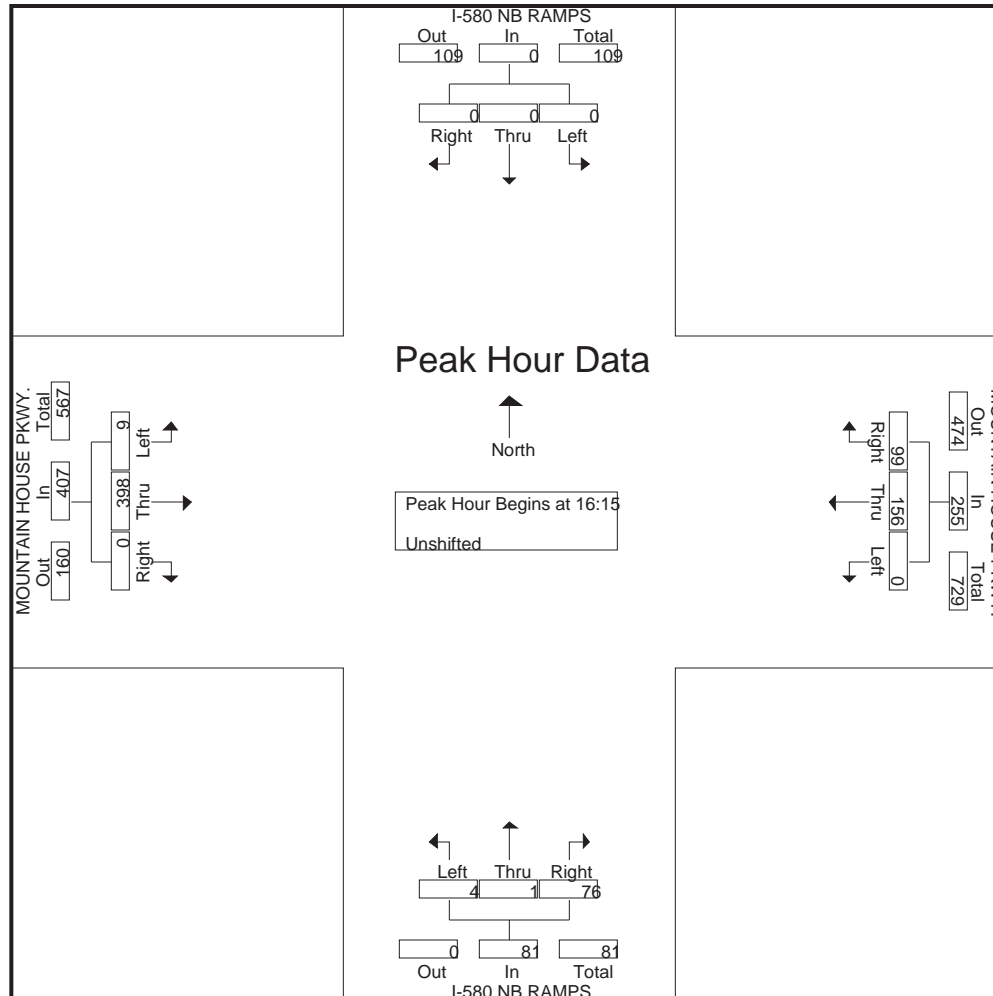 I-580 NB RAMPS
Out In Total
109 0 109
0 0 0
Right Thru Left
Peak Hour Data
North
Peak Hour Begins at 16:15
Unshifted
MOUNTAIN HOUSE PKWY.
Out In Total
160 407 567
9 398 0
Left Thru Right
Out In Total
474 255 729
99 156 0
Right Thru Left
Left Thru Right
4 1 76
0 81 81
Out In Total
I-580 NB RAMPS